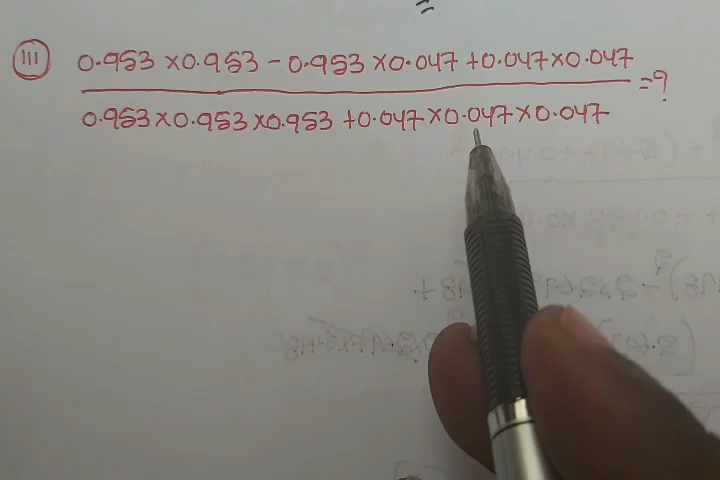 (iii) 0.953 × 0.953 - 0.953 × 0.047 + 0.047 × 0.047
= ?
0.953 × 0.953 × 0.953 + 0.047 × 0.047 × 0.047